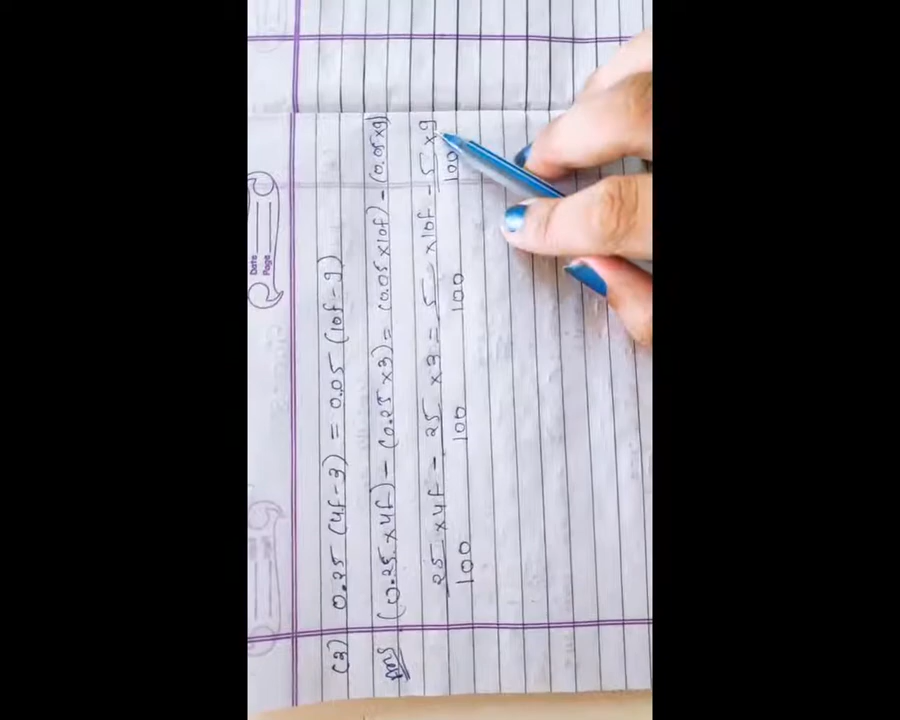 Date
Page
(2) 0.25 (4f-3) = 0.05 (10f-9)
Ans (0.25 x 4f) - (0.25 x 3) = (0.05 x 10f) - (0.05 x 9)
25/100 x 4f - 25/100 x 3 = 5/100 x 10f - 5/100 x 9